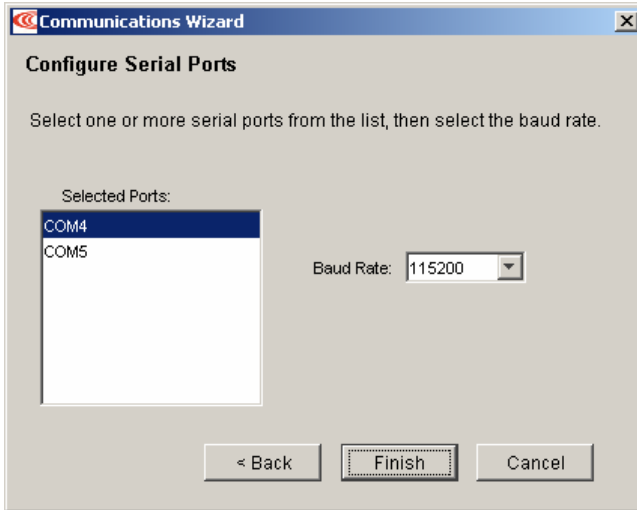 Communications Wizard
Configure Serial Ports
Select one or more serial ports from the list, then select the baud rate.
Selected Ports:
COM4
COM5
Baud Rate: 115200
< Back
Finish
Cancel